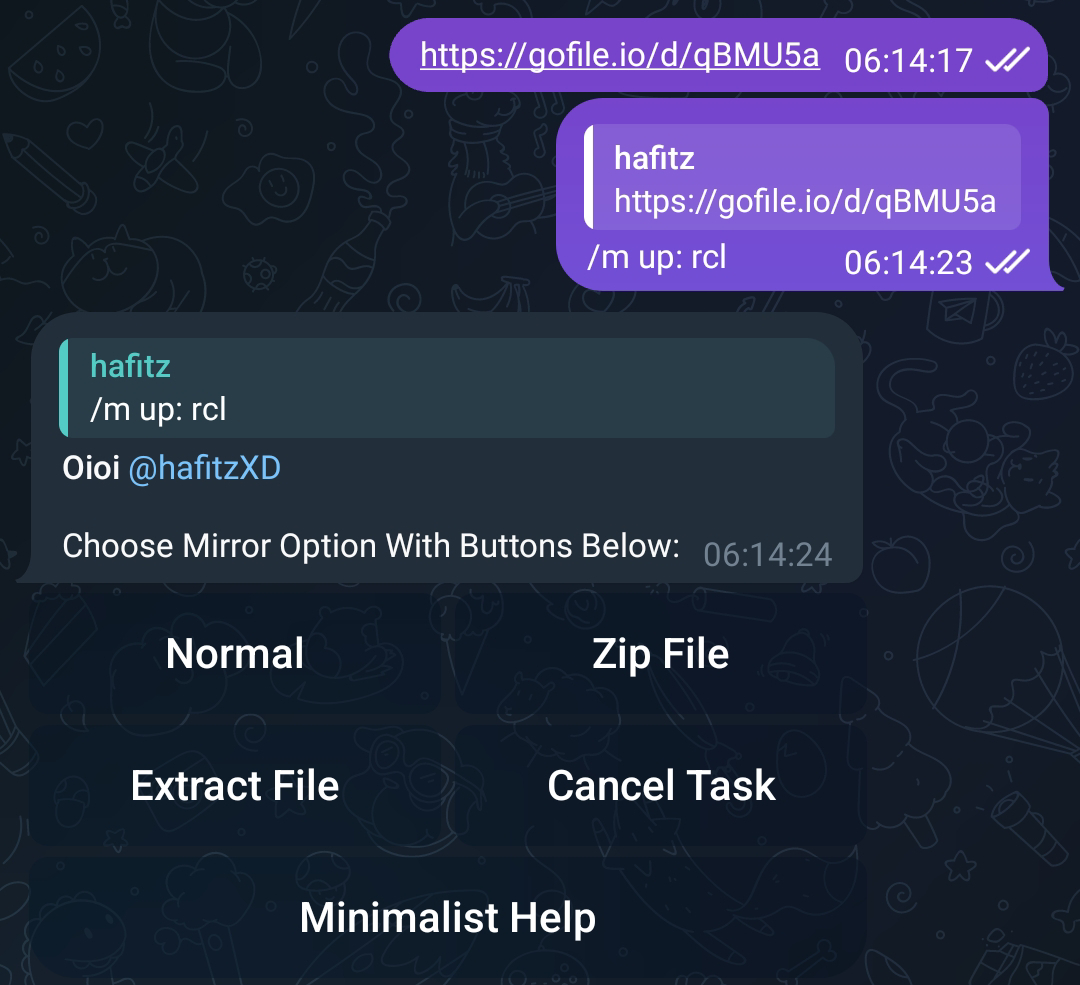 https://gofile.io/d/qBMU5a 06:14:17
hafitz
https://gofile.io/d/qBMU5a
/m up: rcl 06:14:23
hafitz
/m up: rcl
Oioi @hafitzXD
Choose Mirror Option With Buttons Below: 06:14:24
Normal Zip File
Extract File Cancel Task
Minimalist Help